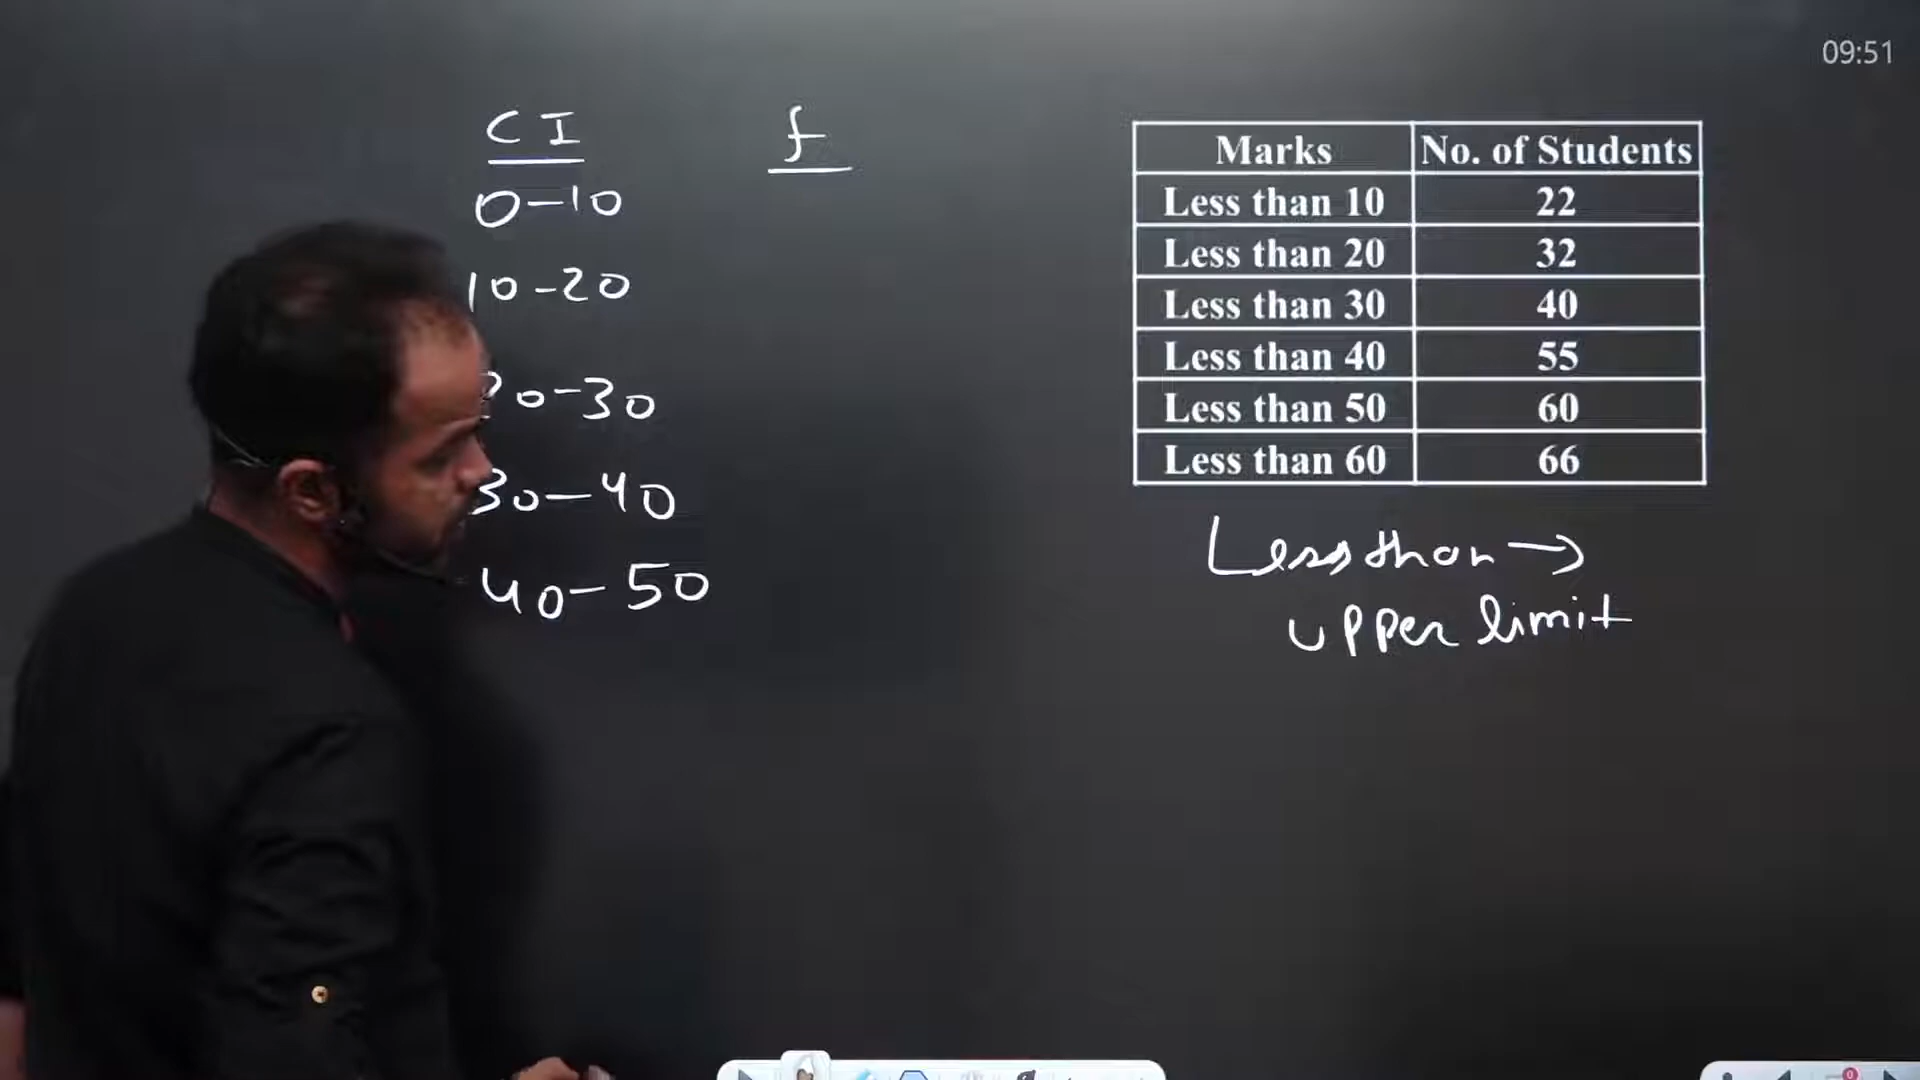 09:51
CI f
0-10
10-20
20-30
30-40
40-50
Marks No. of Students
Less than 10 22
Less than 20 32
Less than 30 40
Less than 40 55
Less than 50 60
Less than 60 66
Less than →
upper limit